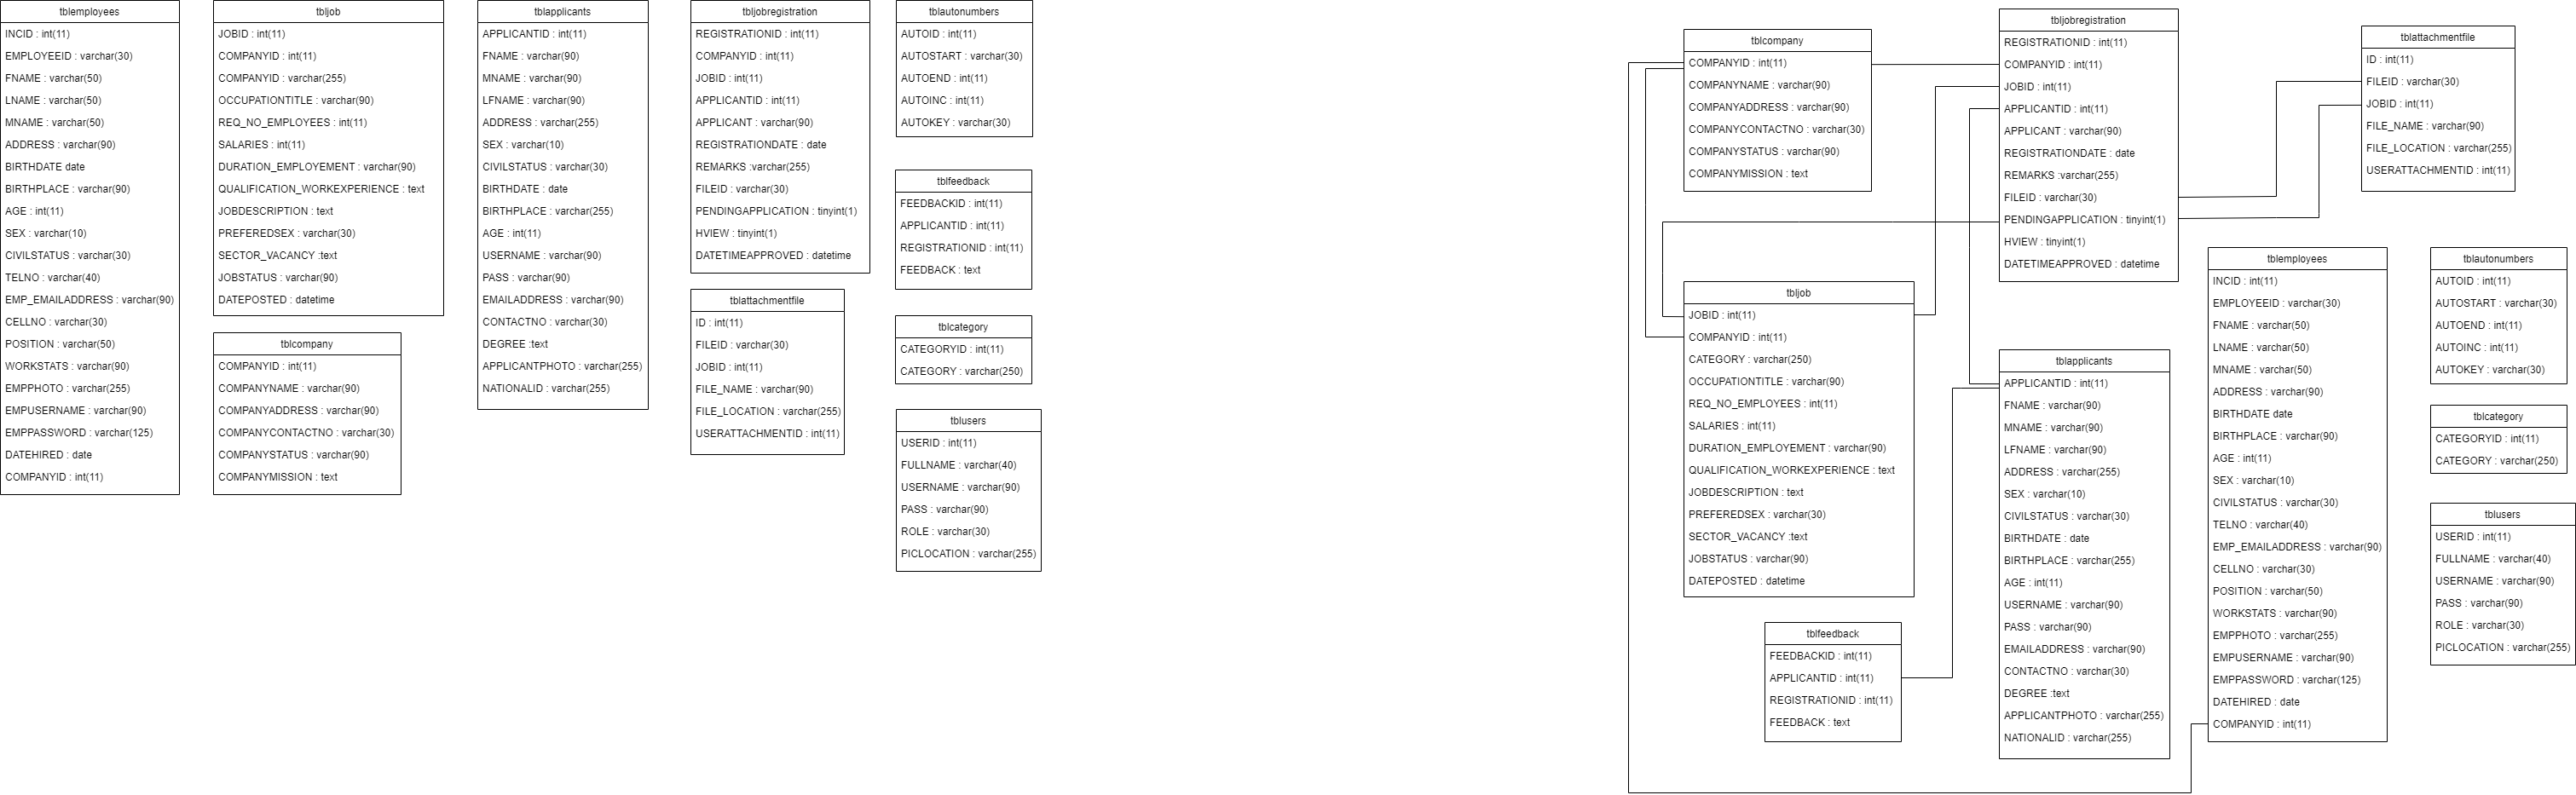 tblemployees
INCID : int(11)
EMPLOYEEID : varchar(30)
FNAME : varchar(50)
LNAME : varchar(50)
MNAME : varchar(50)
ADDRESS : varchar(90)
BIRTHDATE date
BIRTHPLACE : varchar(90)
AGE : int(11)
SEX : varchar(10)
CIVILSTATUS : varchar(30)
TELNO : varchar(40)
EMP_EMAILADDRESS : varchar(90)
CELLNO : varchar(30)
POSITION : varchar(50)
WORKSTATS : varchar(90)
EMPPHOTO : varchar(255)
EMPUSERNAME : varchar(90)
EMPPASSWORD : varchar(125)
DATEHIRED : date
COMPANYID : int(11)
tbljob
JOBID : int(11)
COMPANYID : int(11)
COMPANYID : varchar(255)
OCCUPATIONTITLE : varchar(90)
REQ_NO_EMPLOYEES : int(11)
SALARIES : int(11)
DURATION_EMPLOYEMENT : varchar(90)
QUALIFICATION_WORKEXPERIENCE : text
JOBDESCRIPTION : text
PREFEREDSEX : varchar(30)
SECTOR_VACANCY :text
JOBSTATUS : varchar(90)
DATEPOSTED : datetime
tblcompany
COMPANYID : int(11)
COMPANYNAME : varchar(90)
COMPANYADDRESS : varchar(90)
COMPANYCONTACTNO : varchar(30)
COMPANYSTATUS : varchar(90)
COMPANYMISSION : text
tblapplicants
APPLICANTID : int(11)
FNAME : varchar(90)
MNAME : varchar(90)
LFNAME : varchar(90)
ADDRESS : varchar(255)
SEX : varchar(10)
CIVILSTATUS : varchar(30)
BIRTHDATE : date
BIRTHPLACE : varchar(255)
AGE : int(11)
USERNAME : varchar(90)
PASS : varchar(90)
EMAILADDRESS : varchar(90)
CONTACTNO : varchar(30)
DEGREE :text
APPLICANTPHOTO : varchar(255)
NATIONALID : varchar(255)
tbljobregistration
REGISTRATIONID : int(11)
COMPANYID : int(11)
JOBID : int(11)
APPLICANTID : int(11)
APPLICANT : varchar(90)
REGISTRATIONDATE : date
REMARKS :varchar(255)
FILEID : varchar(30)
PENDINGAPPLICATION : tinyint(1)
HVIEW : tinyint(1)
DATETIMEAPPROVED : datetime
tblattachmentfile
ID : int(11)
FILEID : varchar(30)
JOBID : int(11)
FILE_NAME : varchar(90)
FILE_LOCATION : varchar(255)
USERATTACHMENTID : int(11)
tblautonumbers
AUTOID : int(11)
AUTOSTART : varchar(30)
AUTOEND : int(11)
AUTOINC : int(11)
AUTOKEY : varchar(30)
tblfeedback
FEEDBACKID : int(11)
APPLICANTID : int(11)
REGISTRATIONID : int(11)
FEEDBACK : text
tblcategory
CATEGORYID : int(11)
CATEGORY : varchar(250)
tblusers
USERID : int(11)
FULLNAME : varchar(40)
USERNAME : varchar(90)
PASS : varchar(90)
ROLE : varchar(30)
PICLOCATION : varchar(255)
tblcompany
COMPANYID : int(11)
COMPANYNAME : varchar(90)
COMPANYADDRESS : varchar(90)
COMPANYCONTACTNO : varchar(30)
COMPANYSTATUS : varchar(90)
COMPANYMISSION : text
tbljob
JOBID : int(11)
COMPANYID : int(11)
CATEGORY : varchar(250)
OCCUPATIONTITLE : varchar(90)
REQ_NO_EMPLOYEES : int(11)
SALARIES : int(11)
DURATION_EMPLOYEMENT : varchar(90)
QUALIFICATION_WORKEXPERIENCE : text
JOBDESCRIPTION : text
PREFEREDSEX : varchar(30)
SECTOR_VACANCY :text
JOBSTATUS : varchar(90)
DATEPOSTED : datetime
tblfeedback
FEEDBACKID : int(11)
APPLICANTID : int(11)
REGISTRATIONID : int(11)
FEEDBACK : text
tbljobregistration
REGISTRATIONID : int(11)
COMPANYID : int(11)
JOBID : int(11)
APPLICANTID : int(11)
APPLICANT : varchar(90)
REGISTRATIONDATE : date
REMARKS :varchar(255)
FILEID : varchar(30)
PENDINGAPPLICATION : tinyint(1)
HVIEW : tinyint(1)
DATETIMEAPPROVED : datetime
tblapplicants
APPLICANTID : int(11)
FNAME : varchar(90)
MNAME : varchar(90)
LFNAME : varchar(90)
ADDRESS : varchar(255)
SEX : varchar(10)
CIVILSTATUS : varchar(30)
BIRTHDATE : date
BIRTHPLACE : varchar(255)
AGE : int(11)
USERNAME : varchar(90)
PASS : varchar(90)
EMAILADDRESS : varchar(90)
CONTACTNO : varchar(30)
DEGREE :text
APPLICANTPHOTO : varchar(255)
NATIONALID : varchar(255)
tblattachmentfile
ID : int(11)
FILEID : varchar(30)
JOBID : int(11)
FILE_NAME : varchar(90)
FILE_LOCATION : varchar(255)
USERATTACHMENTID : int(11)
tblemployees
INCID : int(11)
EMPLOYEEID : varchar(30)
FNAME : varchar(50)
LNAME : varchar(50)
MNAME : varchar(50)
ADDRESS : varchar(90)
BIRTHDATE date
BIRTHPLACE : varchar(90)
AGE : int(11)
SEX : varchar(10)
CIVILSTATUS : varchar(30)
TELNO : varchar(40)
EMP_EMAILADDRESS : varchar(90)
CELLNO : varchar(30)
POSITION : varchar(50)
WORKSTATS : varchar(90)
EMPPHOTO : varchar(255)
EMPUSERNAME : varchar(90)
EMPPASSWORD : varchar(125)
DATEHIRED : date
COMPANYID : int(11)
tblautonumbers
AUTOID : int(11)
AUTOSTART : varchar(30)
AUTOEND : int(11)
AUTOINC : int(11)
AUTOKEY : varchar(30)
tblcategory
CATEGORYID : int(11)
CATEGORY : varchar(250)
tblusers
USERID : int(11)
FULLNAME : varchar(40)
USERNAME : varchar(90)
PASS : varchar(90)
ROLE : varchar(30)
PICLOCATION : varchar(255)